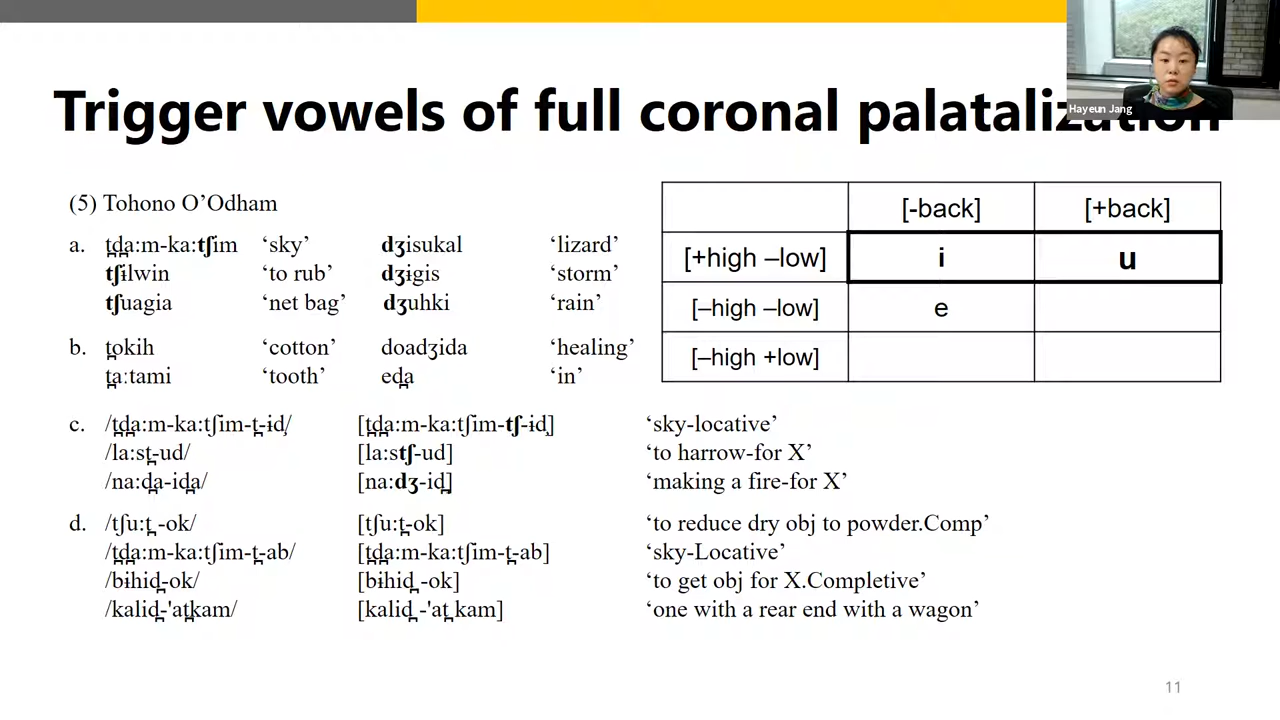 Hayeun Jang
Trigger vowels of full coronal palatalization
(5) Tohono O’Odham
a. t̪d̪a:m-ka:tʃim ‘sky’ dʒisukal ‘lizard’
tʃɨlwin ‘to rub’ dʒɨgis ‘storm’
tʃuagia ‘net bag’ dʒuhki ‘rain’
b. t̪okih ‘cotton’ doadʒida ‘healing’
t̪a:tami ‘tooth’ ed̪a ‘in’
c. /t̪d̪a:m-ka:tʃim-t̪-ɨd̦/ [t̪d̪a:m-ka:tʃim-tʃ-ɨd̦] ‘sky-locative’
/la:st̪-ud/ [la:stʃ-ud] ‘to harrow-for X’
/na:d̪a-id̪a/ [na:dʒ-id̪] ‘making a fire-for X’
d. /tʃu:t̪ -ok/ [tʃu:t̪-ok] ‘to reduce dry obj to powder.Comp’
/t̪d̪a:m-ka:tʃim-t̪-ab/ [t̪d̪a:m-ka:tʃim-t̪-ab] ‘sky-Locative’
/bɨhid̪-ok/ [bɨhid̪ -ok] ‘to get obj for X.Completive’
/kalid̪-'at̪kam/ [kalid̪ -'at̪ kam] ‘one with a rear end with a wagon’
[-back] [+back]
[+high –low] i u
[–high –low] e
[–high +low]
11